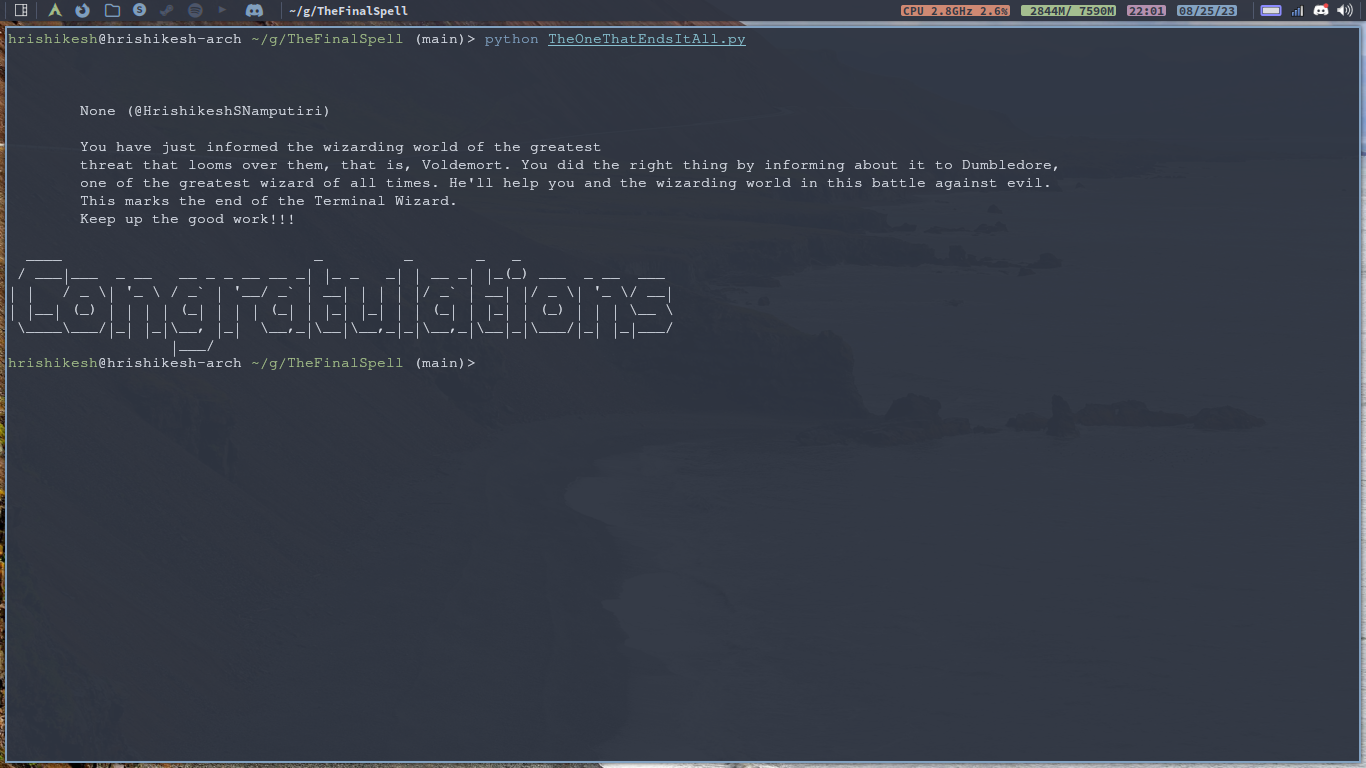 ~/g/TheFinalSpell CPU 2.8GHz 2.6% 2844M/ 7590M 22:01 08/25/23
hrishikesh@hrishikesh-arch ~/g/TheFinalSpell (main)> python TheOneThatEndsItAll.py
None (@HrishikeshSNamputiri)
You have just informed the wizarding world of the greatest
threat that looms over them, that is, Voldemort. You did the right thing by informing about it to Dumbledore,
one of the greatest wizard of all times. He'll help you and the wizarding world in this battle against evil.
This marks the end of the Terminal Wizard.
Keep up the good work!!!
Congratulations
hrishikesh@hrishikesh-arch ~/g/TheFinalSpell (main)>